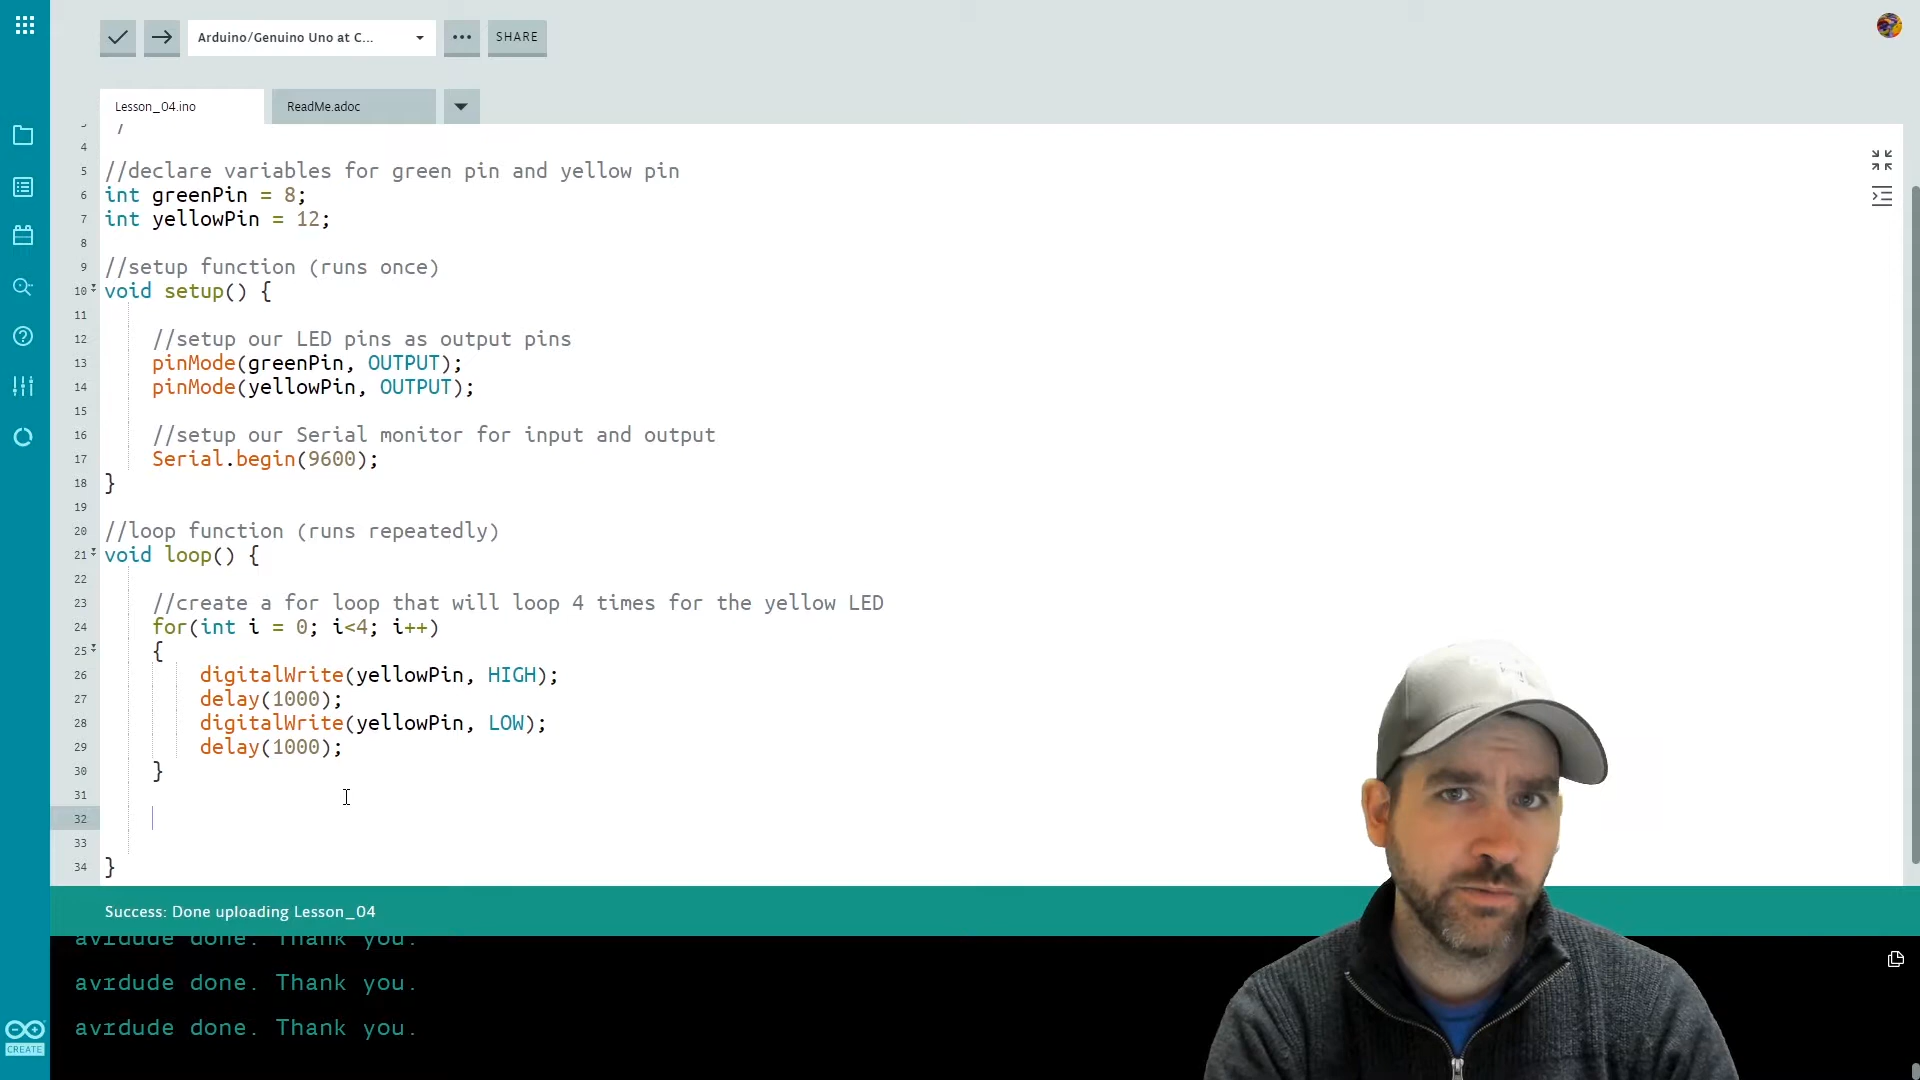 Arduino/Genuino Uno at C...
SHARE
Lesson_04.ino
ReadMe.adoc
4
5 //declare variables for green pin and yellow pin
6 int greenPin = 8;
7 int yellowPin = 12;
8
9 //setup function (runs once)
10 void setup() {
11
12 //setup our LED pins as output pins
13 pinMode(greenPin, OUTPUT);
14 pinMode(yellowPin, OUTPUT);
15
16 //setup our Serial monitor for input and output
17 Serial.begin(9600);
18 }
19
20 //loop function (runs repeatedly)
21 void loop() {
22
23 //create a for loop that will loop 4 times for the yellow LED
24 for(int i = 0; i<4; i++)
25 {
26 digitalWrite(yellowPin, HIGH);
27 delay(1000);
28 digitalWrite(yellowPin, LOW);
29 delay(1000);
30 }
31
32
33
34 }
Success: Done uploading Lesson_04
avrdude done. Thank you.
avrdude done. Thank you.
avrdude done. Thank you.
CREATE